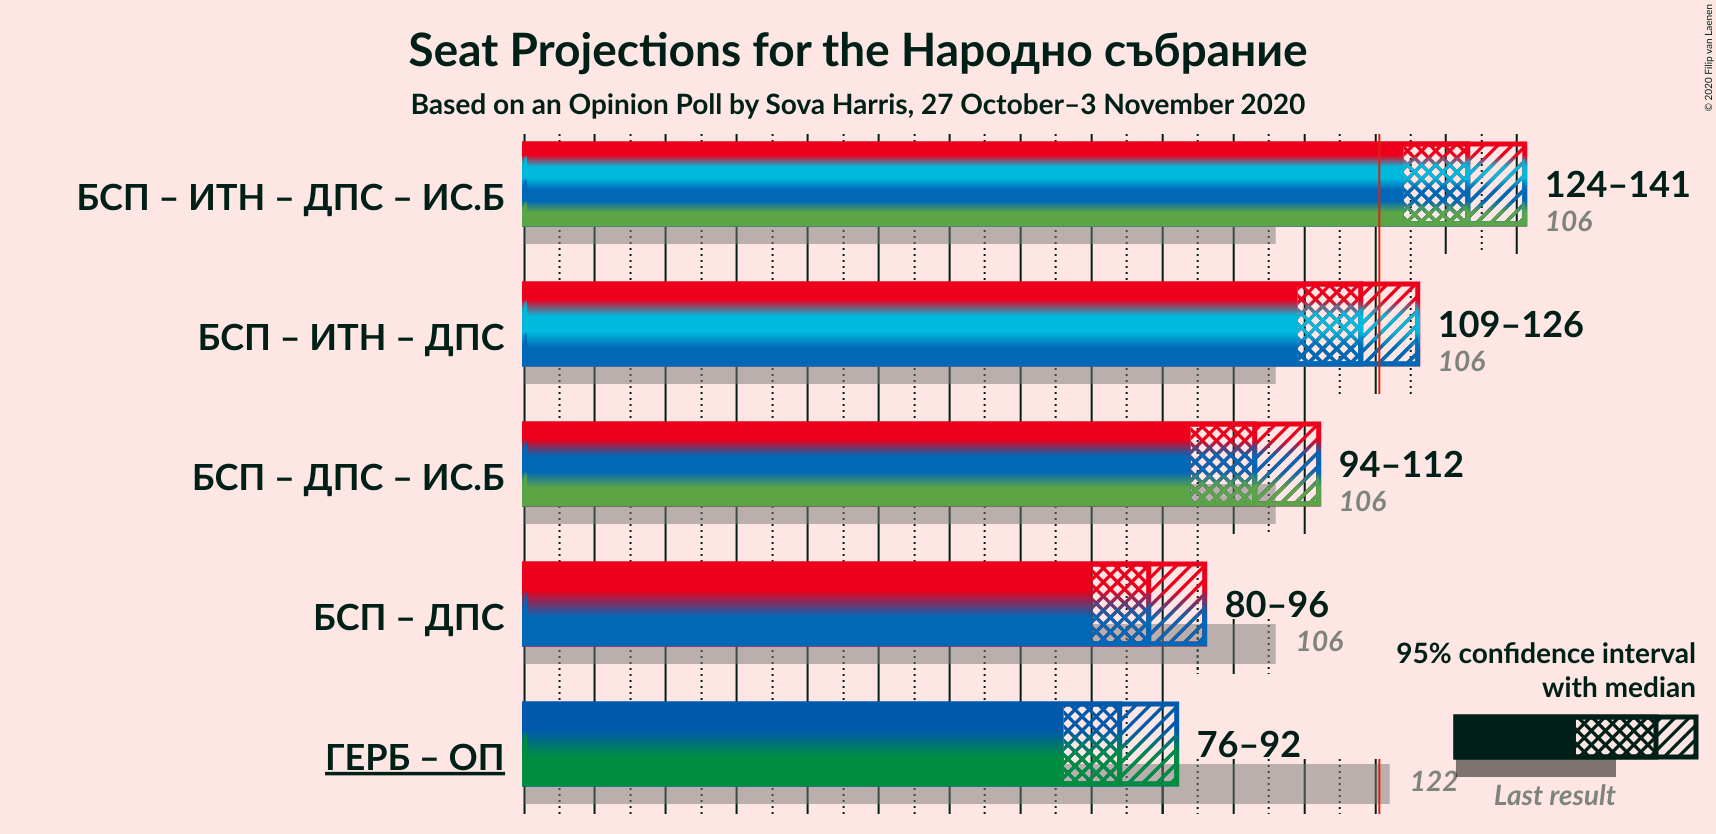 Seat Projections for the Народно събрание
Based on an Opinion Poll by Sova Harris, 27 October–3 November 2020
© 2020 Filip van Laenen
БСП – ИТН – ДПС – ИС.Б
124–141
106
БСП – ИТН – ДПС
109–126
106
БСП – ДПС – ИС.Б
94–112
106
БСП – ДПС
80–96
106
ГЕРБ – ОП
76–92
122
95% confidence interval
with median
Last result